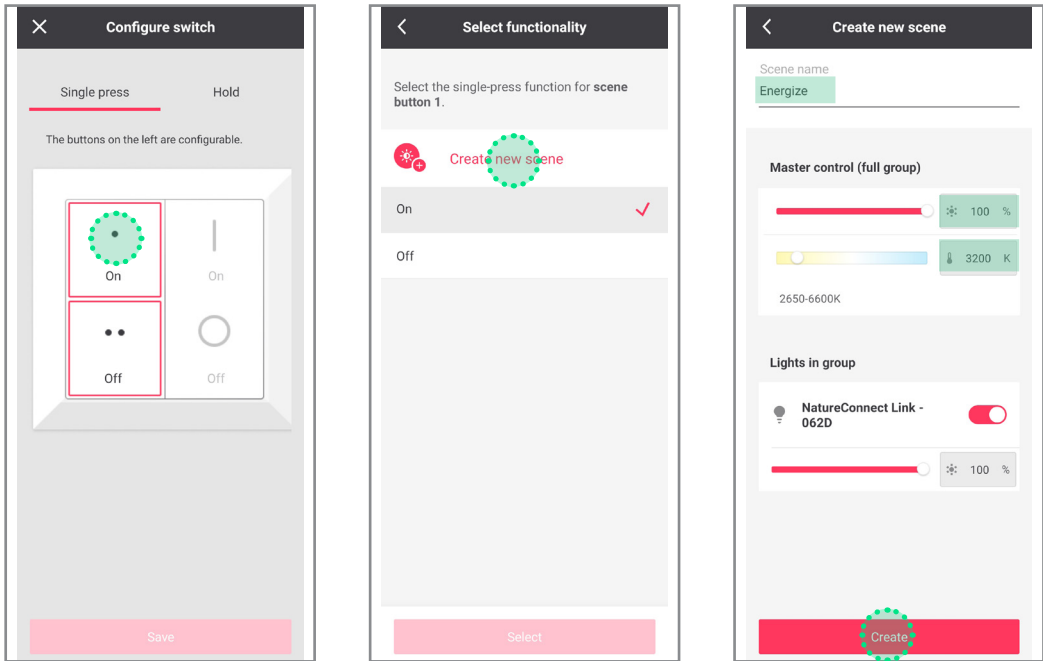 Configure switch
Single press
Hold
The buttons on the left are configurable.
On
On
Off
Off
Save
Select functionality
Select the single-press function for scene
button 1.
Create new scene
On
Off
Select
Create new scene
Scene name
Energize
Master control (full group)
100 %
3200 K
2650-6600K
Lights in group
NatureConnect Link -
062D
100 %
Create